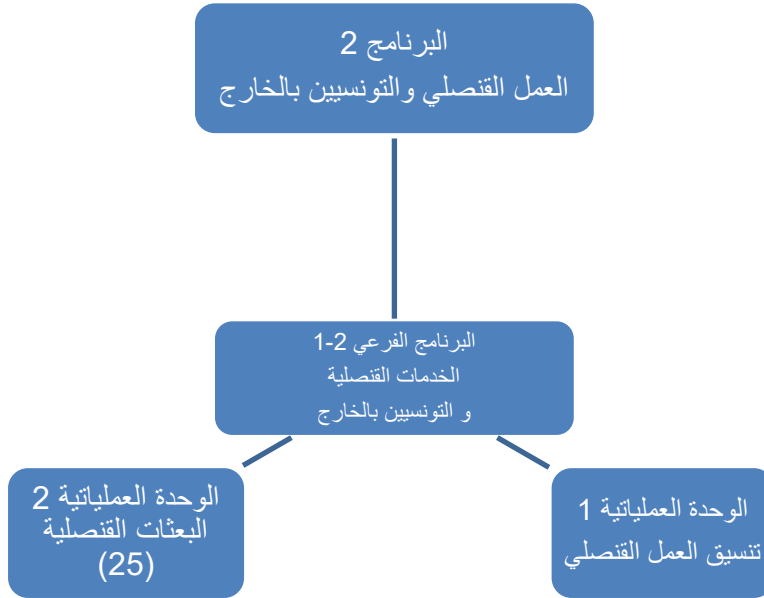 البرنامج 2
العمل القنصلي والتونسيين بالخارج
البرنامج الفرعي 2-1
الخدمات القنصلية
و التونسيين بالخارج
الوحدة العملياتية 1
تنسيق العمل القنصلي
الوحدة العملياتية 2
البعثات القنصلية
(25)